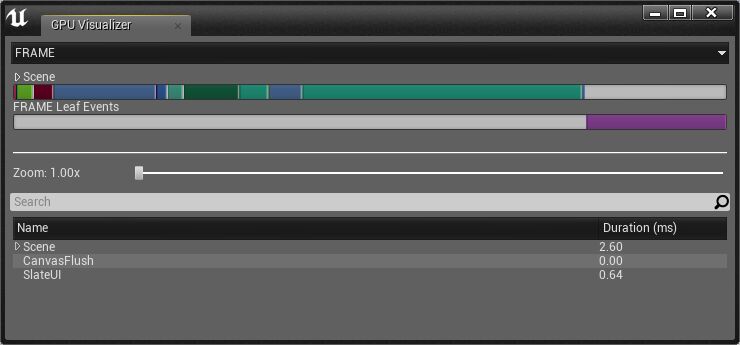 GPU Visualizer
FRAME
Scene
FRAME Leaf Events
Zoom: 1.00x
Search
Name Duration (ms)
Scene 2.60
CanvasFlush 0.00
SlateUI 0.64